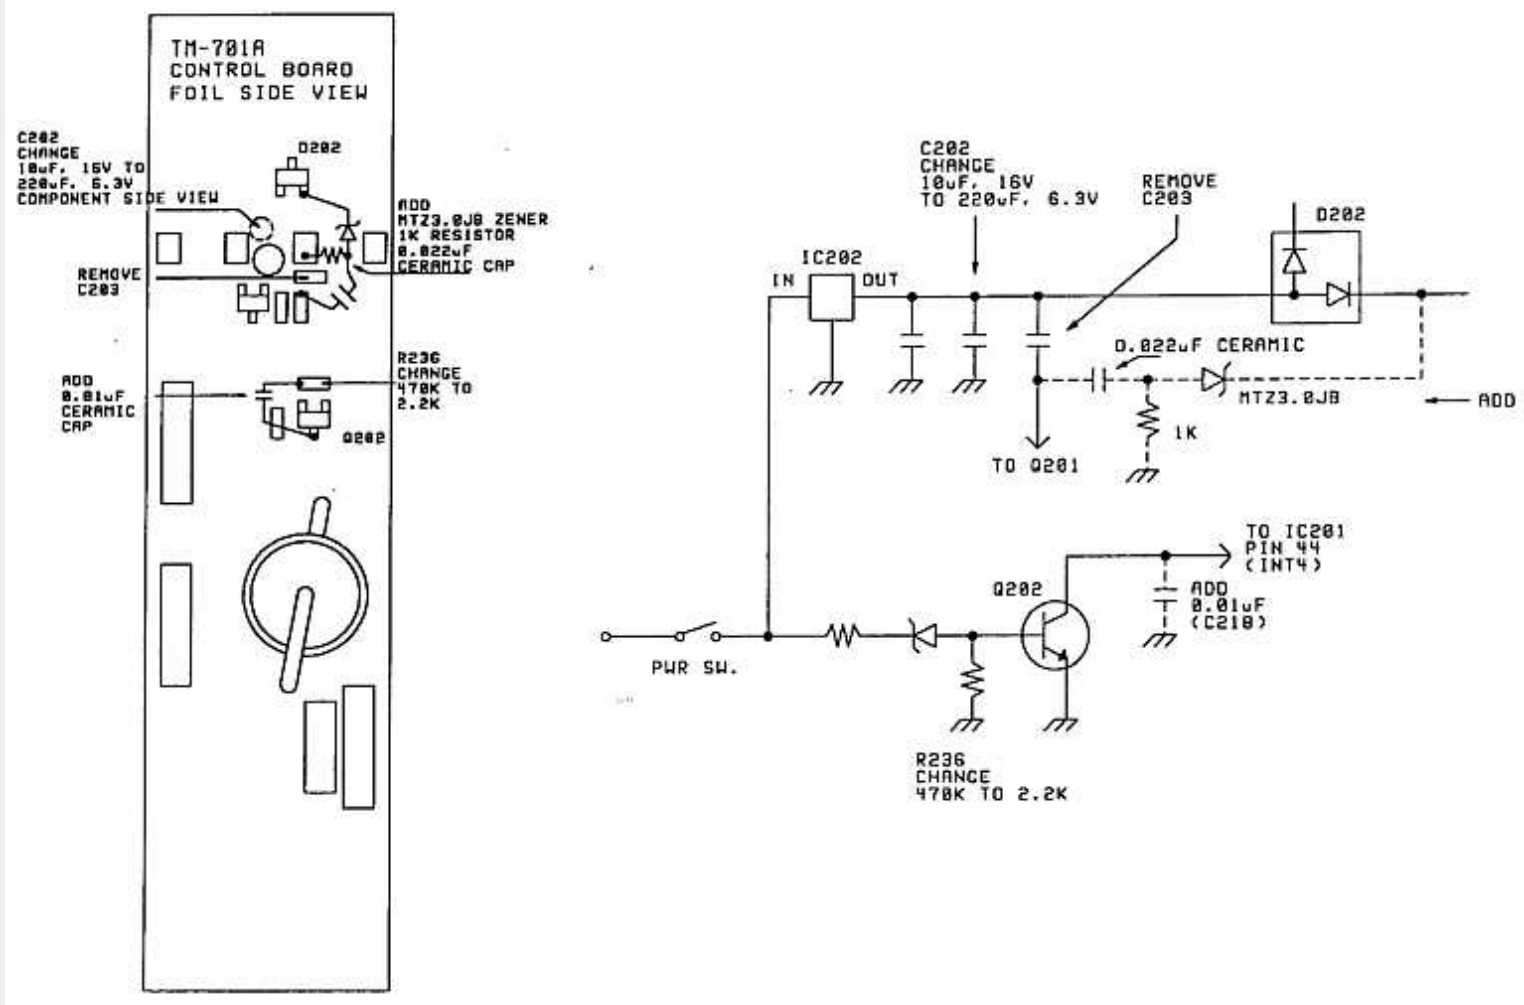 TM-701A
CONTROL BOARD
FOIL SIDE VIEW
C202
CHANGE
10uF, 16V TO
220uF, 6.3V
COMPONENT SIDE VIEW
D202
ADD
MTZ3.0JB ZENER
1K RESISTOR
0.022uF
CERAMIC CAP
REMOVE
C203
R236
CHANGE
470K TO
2.2K
ADD
0.01uF
CERAMIC
CAP
Q202
C202
CHANGE
10uF, 16V
TO 220uF, 6.3V
REMOVE
C203
D202
IC202
IN
OUT
0.022uF CERAMIC
MTZ3.0JB
ADD
1K
TO Q201
TO IC201
PIN 44
(INT4)
Q202
ADD
0.01uF
(C218)
PWR SW.
R236
CHANGE
470K TO 2.2K